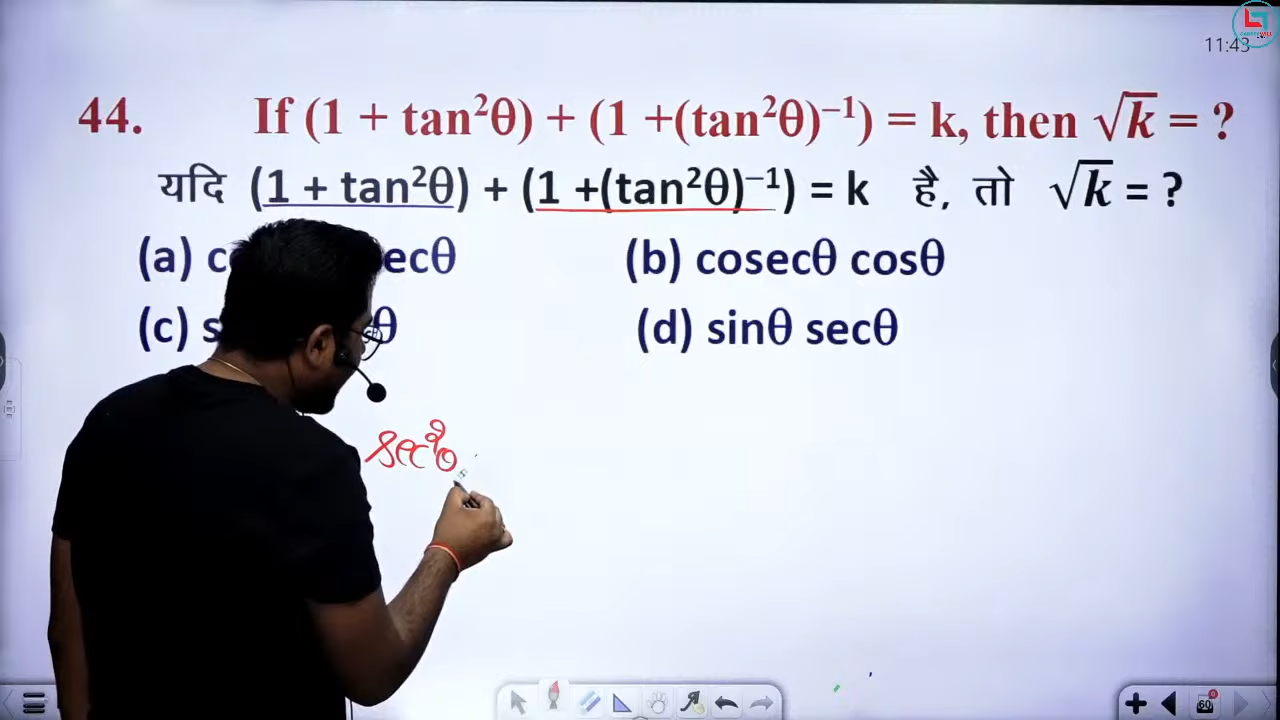 11:43
44. If (1 + tan²θ) + (1 +(tan²θ)⁻¹) = k, then √k = ?
यदि (1 + tan²θ) + (1 +(tan²θ)⁻¹) = k है, तो √k = ?
(a) ecθ (b) cosecθ cosθ
(c) θ (d) sinθ secθ
sec²θ
60